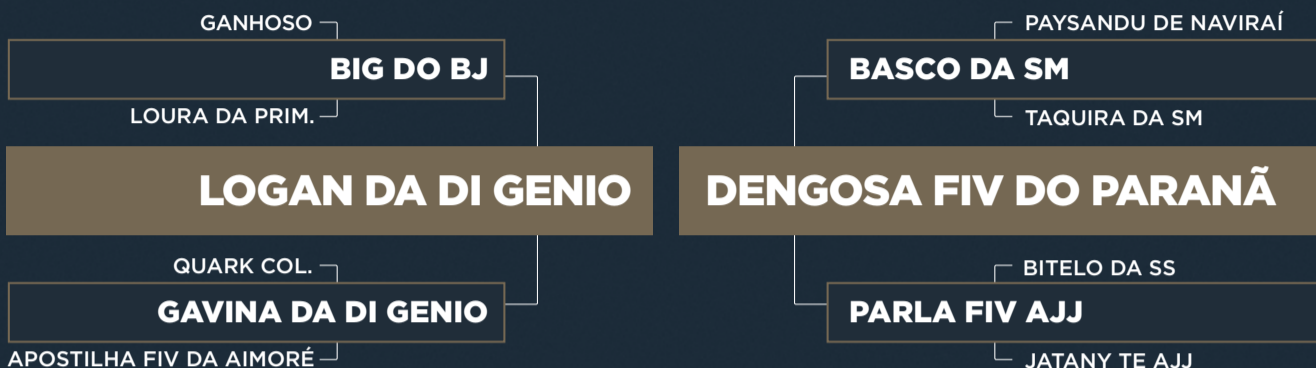 GANHOSO
BIG DO BJ
LOURA DA PRIM.
LOGAN DA DI GENIO
QUARK COL.
GAVINA DA DI GENIO
APOSTILHA FIV DA AIMORÉ
PAYSANDU DE NAVIRAÍ
BASCO DA SM
TAQUIRA DA SM
DENGOSA FIV DO PARANÃ
BITELO DA SS
PARLA FIV AJJ
JATANY TE AJJ